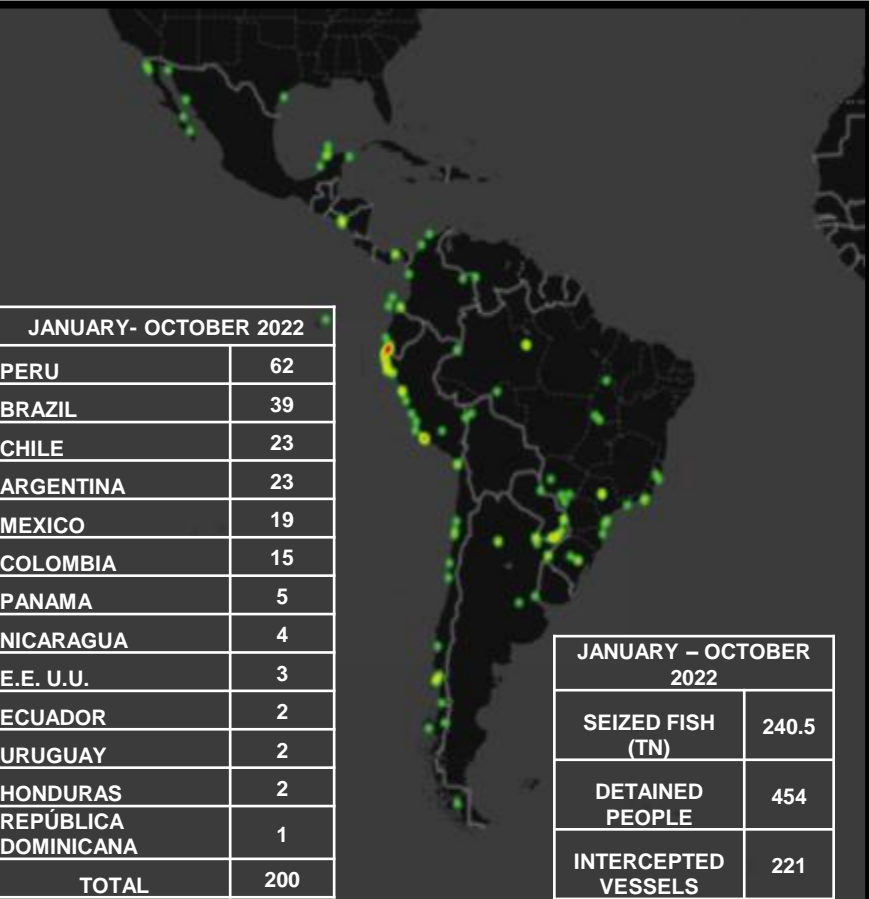 JANUARY- OCTOBER 2022
PERU 62
BRAZIL 39
CHILE 23
ARGENTINA 23
MEXICO 19
COLOMBIA 15
PANAMA 5
NICARAGUA 4
E.E. U.U. 3
ECUADOR 2
URUGUAY 2
HONDURAS 2
REPÚBLICA
DOMINICANA 1
TOTAL 200
JANUARY – OCTOBER
2022
SEIZED FISH
(TN) 240.5
DETAINED
PEOPLE 454
INTERCEPTED
VESSELS 221